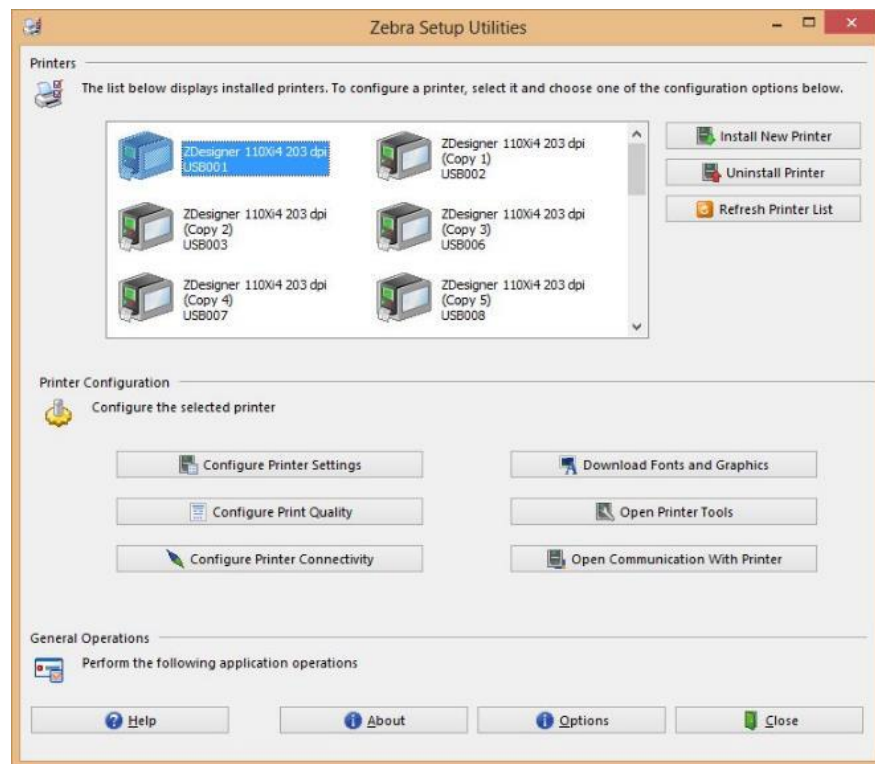 Zebra Setup Utilities
Printers
The list below displays installed printers. To configure a printer, select it and choose one of the configuration options below.
ZDesigner 110Xi4 203 dpi
USB001
ZDesigner 110Xi4 203 dpi
(Copy 1)
USB002
ZDesigner 110Xi4 203 dpi
(Copy 2)
USB003
ZDesigner 110Xi4 203 dpi
(Copy 3)
USB006
ZDesigner 110Xi4 203 dpi
(Copy 4)
USB007
ZDesigner 110Xi4 203 dpi
(Copy 5)
USB008
Install New Printer
Uninstall Printer
Refresh Printer List
Printer Configuration
Configure the selected printer
Configure Printer Settings
Download Fonts and Graphics
Configure Print Quality
Open Printer Tools
Configure Printer Connectivity
Open Communication With Printer
General Operations
Perform the following application operations
Help
About
Options
Close